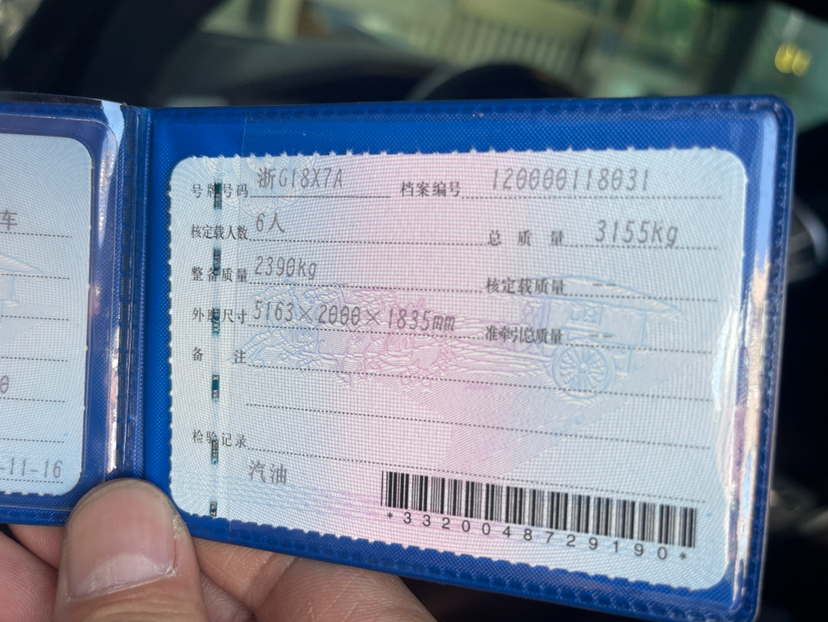 车
0
-11-16
号牌号码 浙G18X7A 档案编号 120000118031
核定载人数 6人 总质量 3155Kg
整备质量 2390Kg 核定载质量 --
外廓尺寸 5163×2000×1835mm 准牵引总质量 --
备注
检验记录
汽油
*3320048729190*